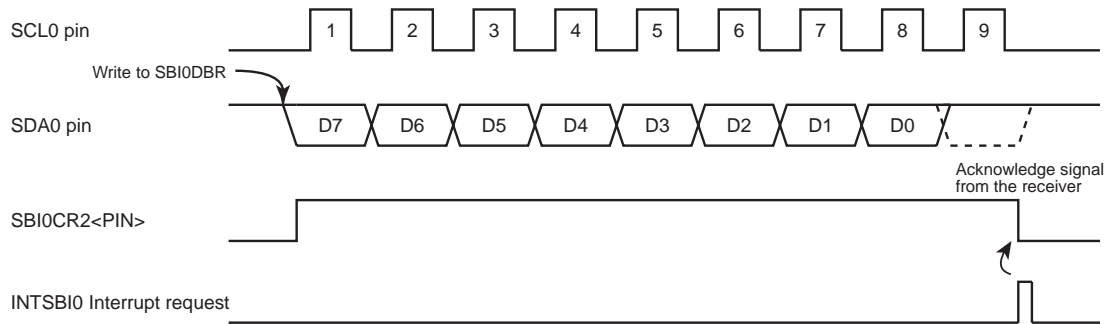 SCL0 pin
1 2 3 4 5 6 7 8 9
Write to SBI0DBR
SDA0 pin
D7 D6 D5 D4 D3 D2 D1 D0
Acknowledge signal
from the receiver
SBI0CR2<PIN>
INTSBI0 Interrupt request